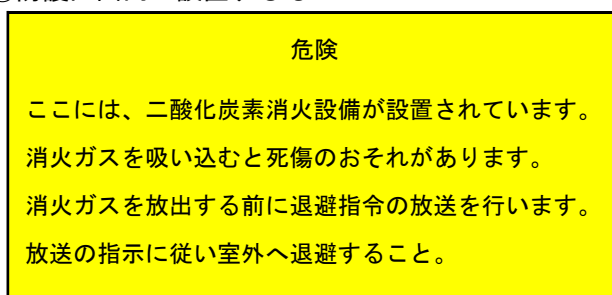 危険
ここには、二酸化炭素消火設備が設置されています。
消火ガスを吸い込むと死傷のおそれがあります。
消火ガスを放出する前に退避指令の放送を行います。
放送の指示に従い室外へ退避すること。